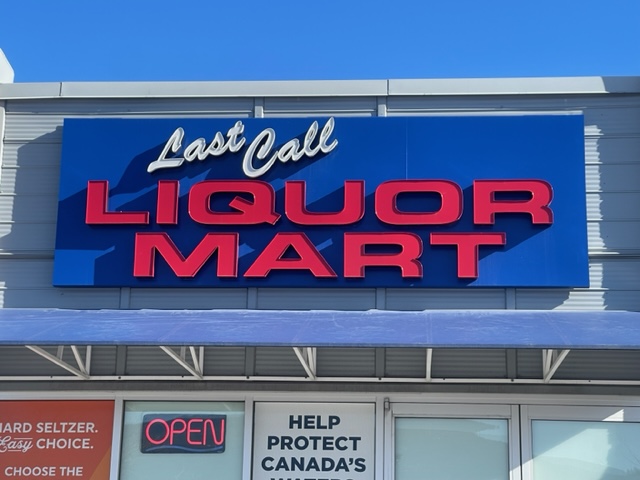 Last Call
LIQUOR
MART
HARD SELTZER.
Easy CHOICE.
CHOOSE THE
OPEN
HELP
PROTECT
CANADA'S